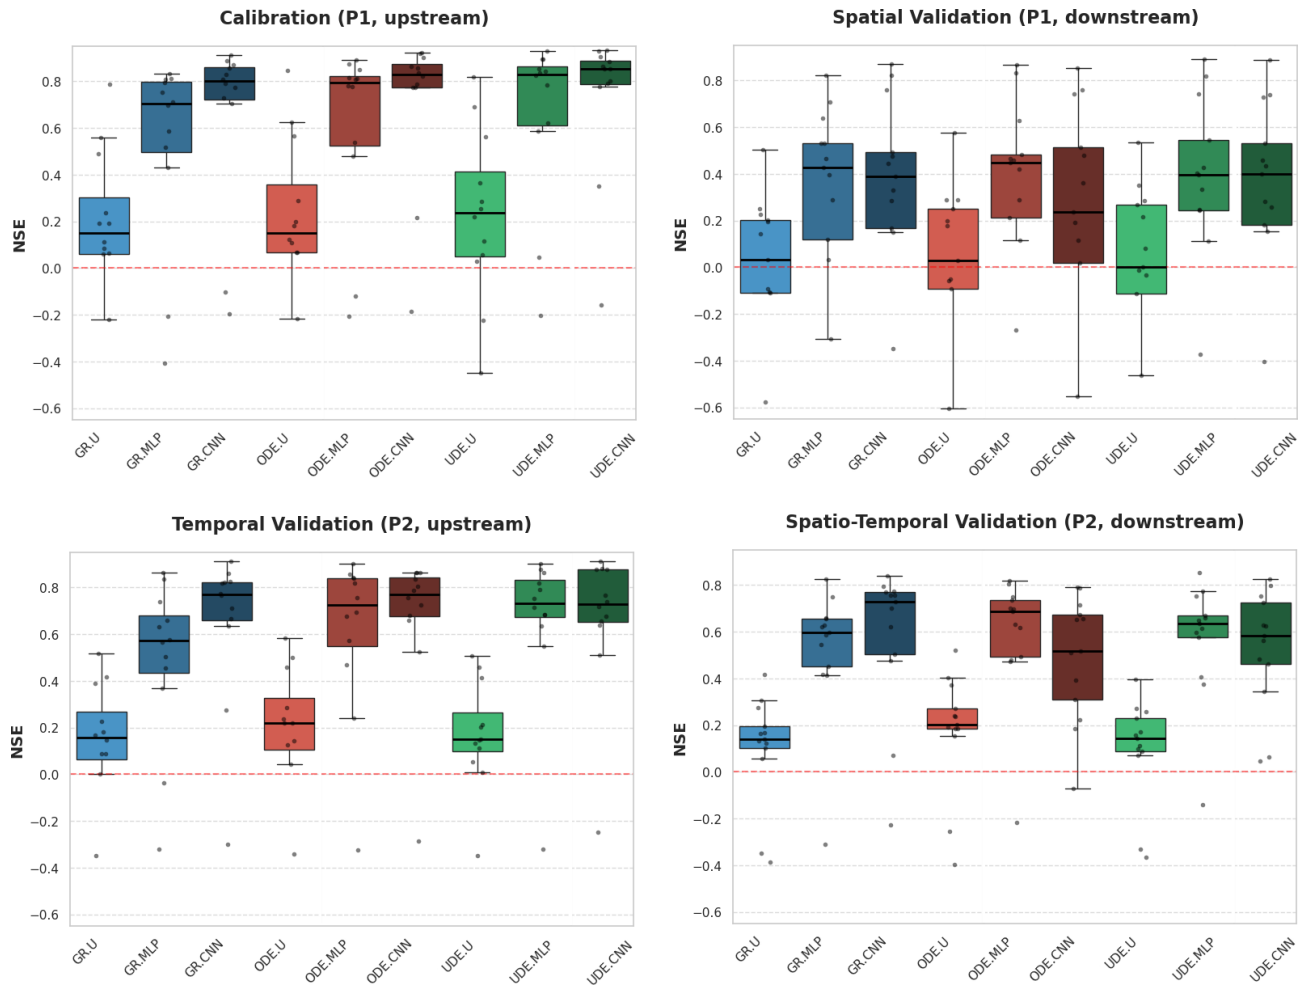 Calibration (P1, upstream)
NSE
0.8
0.6
0.4
0.2
0.0
−0.2
−0.4
−0.6
GR.U
GR.MLP
GR.CNN
ODE.U
ODE.MLP
ODE.CNN
UDE.U
UDE.MLP
UDE.CNN
Spatial Validation (P1, downstream)
NSE
0.8
0.6
0.4
0.2
0.0
−0.2
−0.4
−0.6
GR.U
GR.MLP
GR.CNN
ODE.U
ODE.MLP
ODE.CNN
UDE.U
UDE.MLP
UDE.CNN
Temporal Validation (P2, upstream)
NSE
0.8
0.6
0.4
0.2
0.0
−0.2
−0.4
−0.6
GR.U
GR.MLP
GR.CNN
ODE.U
ODE.MLP
ODE.CNN
UDE.U
UDE.MLP
UDE.CNN
Spatio-Temporal Validation (P2, downstream)
NSE
0.8
0.6
0.4
0.2
0.0
−0.2
−0.4
−0.6
GR.U
GR.MLP
GR.CNN
ODE.U
ODE.MLP
ODE.CNN
UDE.U
UDE.MLP
UDE.CNN